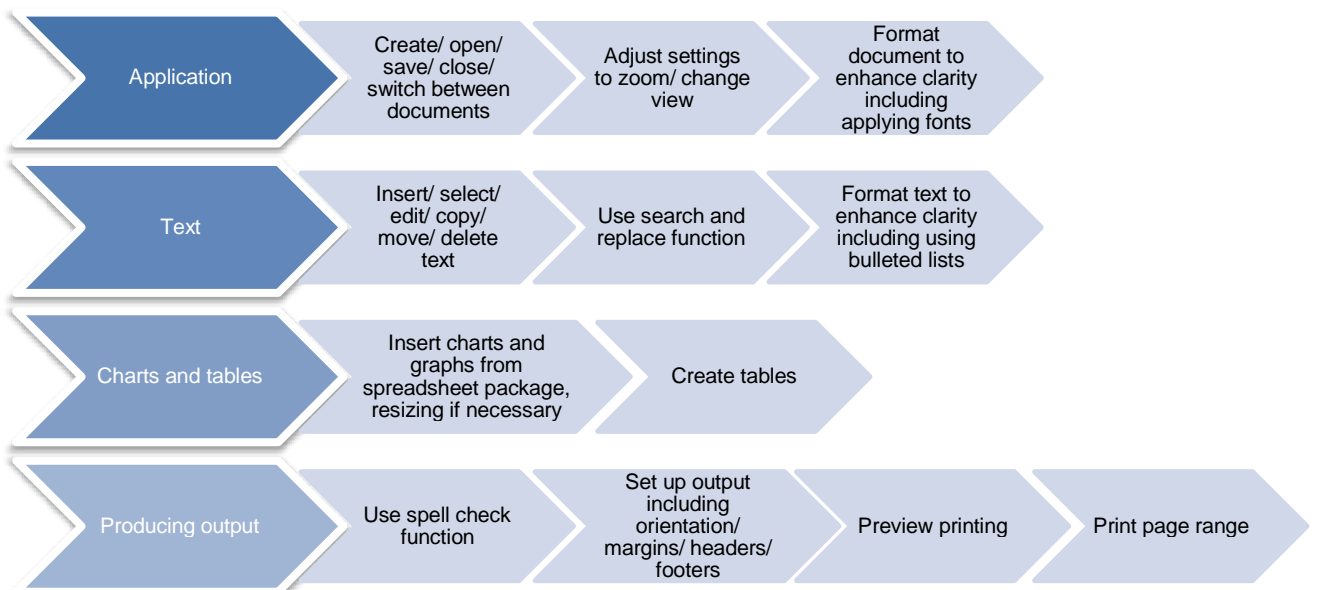 Application
Create/ open/
save/ close/
switch between
documents
Adjust settings
to zoom/ change
view
Format
document to
enhance clarity
including
applying fonts
Text
Insert/ select/
edit/ copy/
move/ delete
text
Use search and
replace function
Format text to
enhance clarity
including using
bulleted lists
Charts and tables
Insert charts and
graphs from
spreadsheet package,
resizing if necessary
Create tables
Producing output
Use spell check
function
Set up output
including
orientation/
margins/ headers/
footers
Preview printing
Print page range